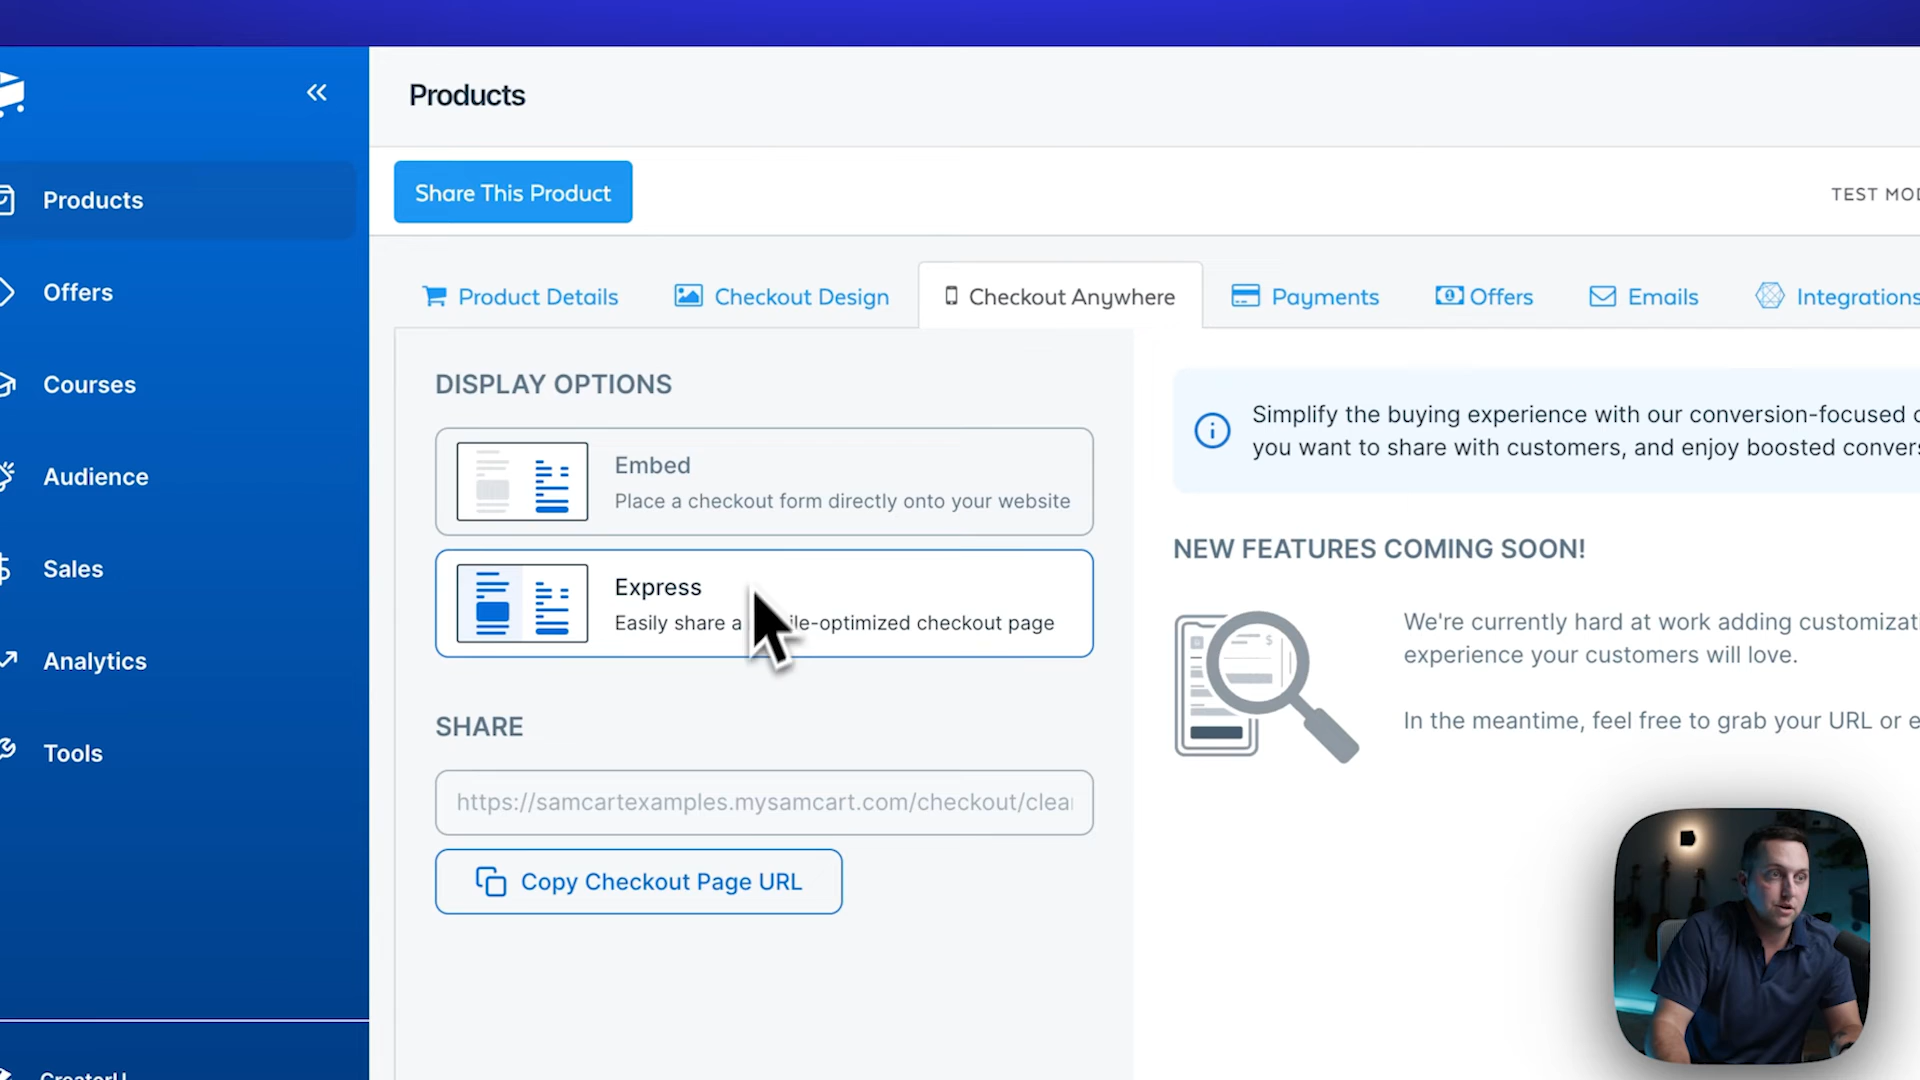 Products
Share This Product
TEST MOD
Products
Offers
Courses
Audience
Sales
Analytics
Tools
Product Details
Checkout Design
Checkout Anywhere
Payments
Offers
Emails
Integrations
DISPLAY OPTIONS
Embed
Place a checkout form directly onto your website
Express
Easily share a ile-optimized checkout page
SHARE
https://samcartexamples.mysamcart.com/checkout/clea
Copy Checkout Page URL
Simplify the buying experience with our conversion-focused
you want to share with customers, and enjoy boosted conver
NEW FEATURES COMING SOON!
We're currently hard at work adding customizat
experience your customers will love.
In the meantime, feel free to grab your URL or e